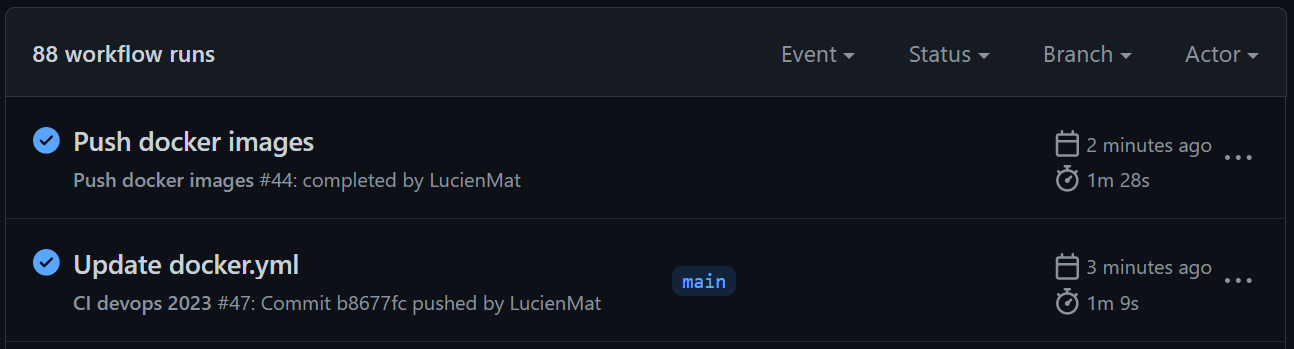 88 workflow runs Event Status Branch Actor
Push docker images
2 minutes ago
Push docker images #44: completed by LucienMat
1m 28s
Update docker.yml
3 minutes ago
main
CI devops 2023 #47: Commit b8677fc pushed by LucienMat
1m 9s